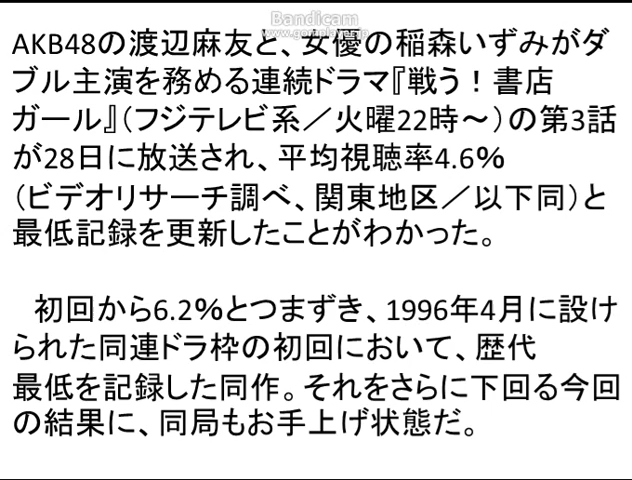 Bandicam
AKB48の渡辺麻友と、女優の稲森いずみがダ
ブル主演を務める連続ドラマ『戦う！書店
ガール』（フジテレビ系／火曜22時～）の第3話
が28日に放送され、平均視聴率4.6％
（ビデオリサーチ調べ、関東地区／以下同）と
最低記録を更新したことがわかった。
初回から6.2％とつまずき、1996年4月に設け
られた同連ドラ枠の初回において、歴代
最低を記録した同作。それをさらに下回る今回
の結果に、同局もお手上げ状態だ。